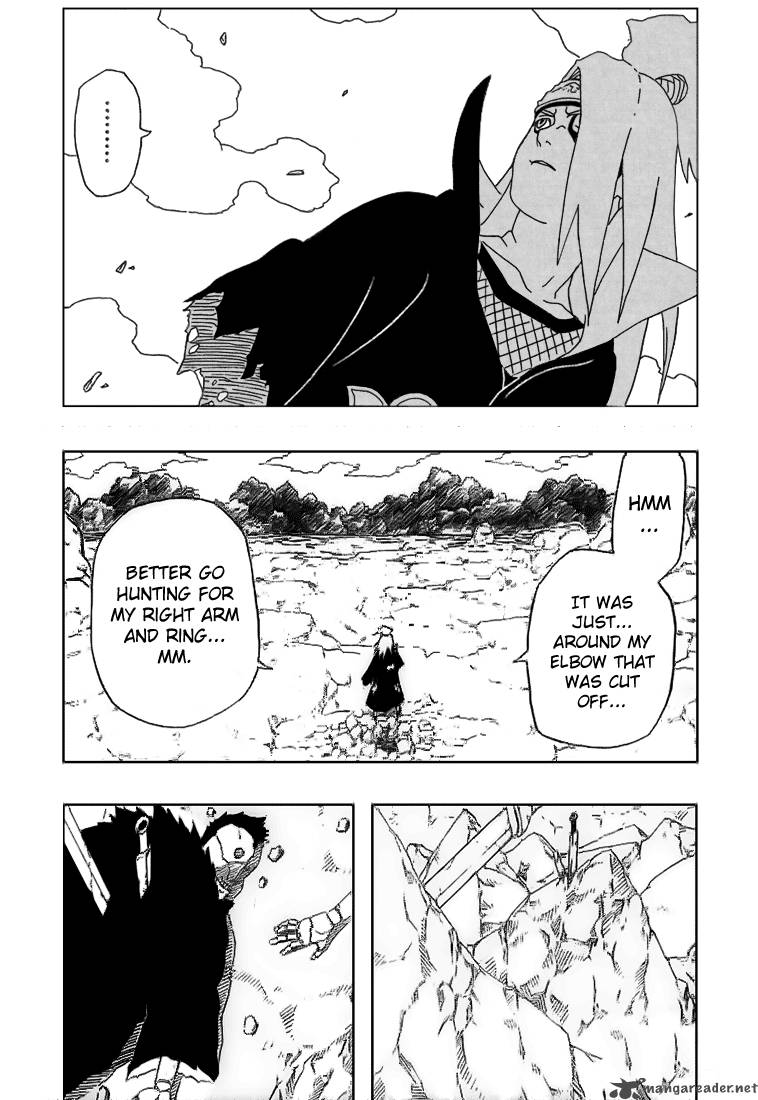 .........
HMM
...
IT WAS
JUST...
AROUND MY
ELBOW THAT
WAS CUT
OFF...
BETTER GO
HUNTING FOR
MY RIGHT ARM
AND RING...
MM.
mangareader.net